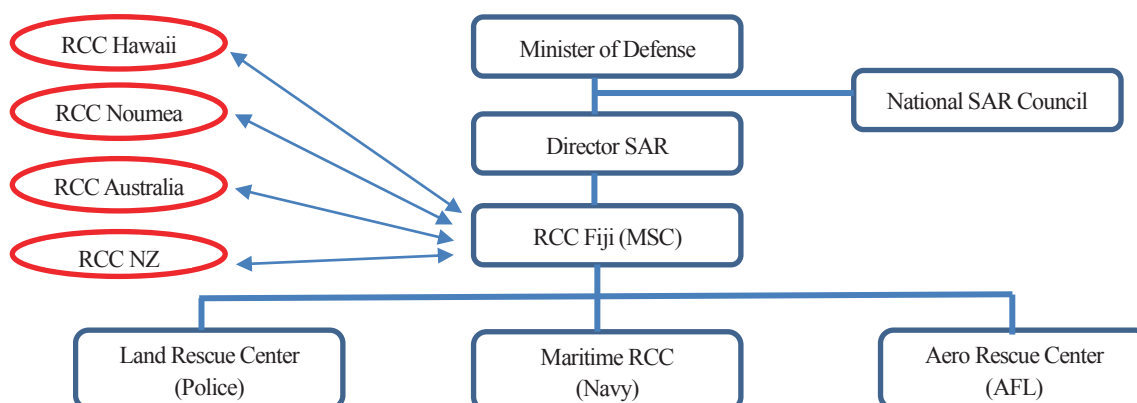 RCC Hawaii
Minister of Defense
RCC Noumea
National SAR Council
Director SAR
RCC Australia
RCC Fiji (MSC)
RCC NZ
Land Rescue Center
(Police)
Maritime RCC
(Navy)
Aero Rescue Center
(AFL)